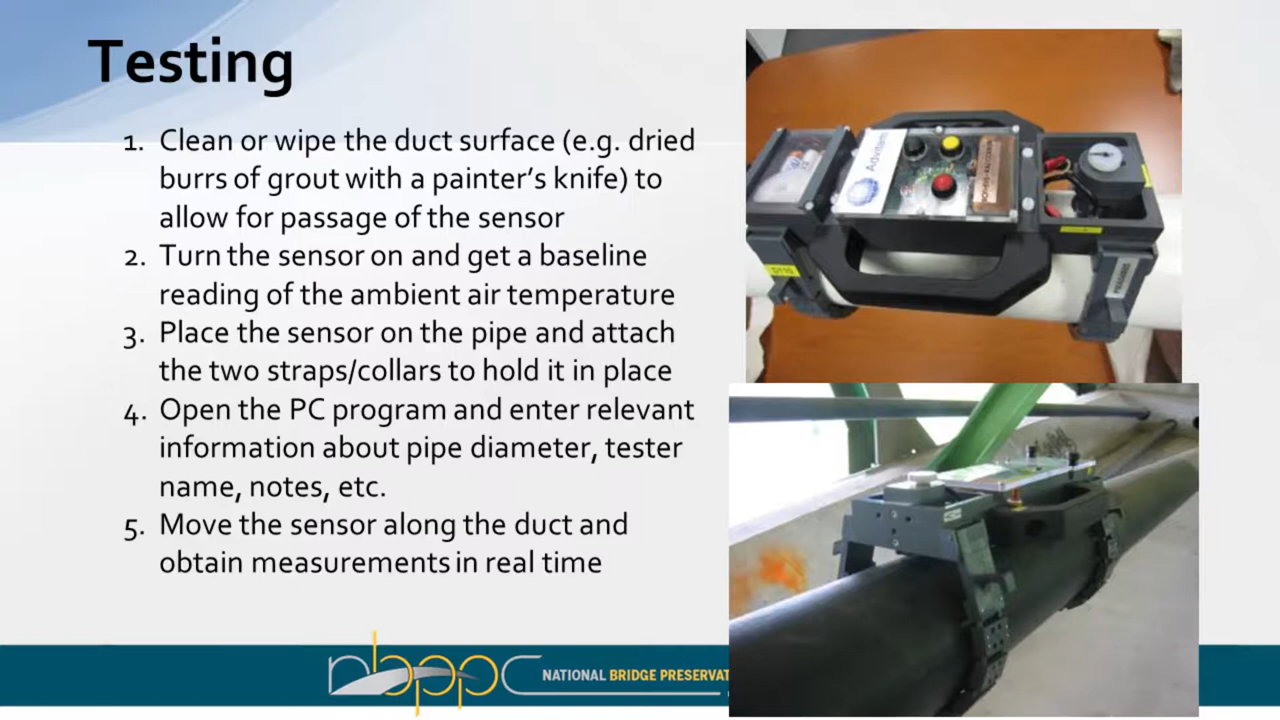 Testing
1. Clean or wipe the duct surface (e.g. dried
burrs of grout with a painter's knife) to
allow for passage of the sensor
2. Turn the sensor on and get a baseline
reading of the ambient air temperature
3. Place the sensor on the pipe and attach
the two straps/collars to hold it in place
4. Open the PC program and enter relevant
information about pipe diameter, tester
name, notes, etc.
5. Move the sensor along the duct and
obtain measurements in real time
Advitam
nbppc
NATIONAL BRIDGE PRESERVAT